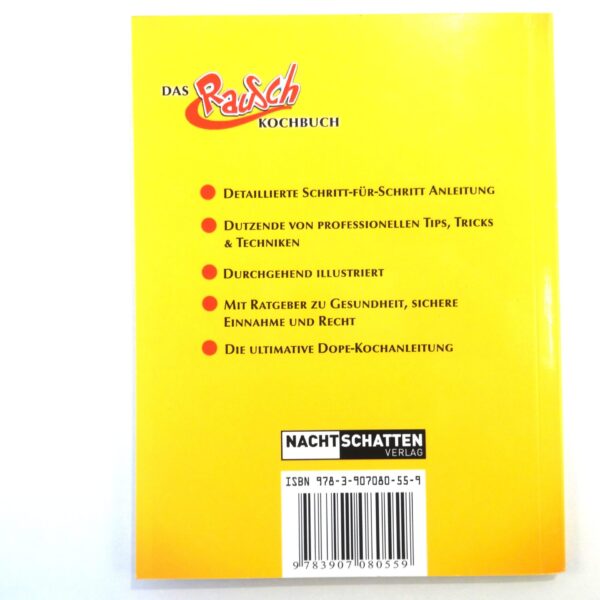 DAS Rausch
KOCHBUCH
DETAILLIERTE SCHRITT-FÜR-SCHRITT ANLEITUNG
DUTZENDE VON PROFESSIONELLEN TIPS, TRICKS
& TECHNIKEN
DURCHGEHEND ILLUSTRIERT
MIT RATGEBER ZU GESUNDHEIT, SICHERE
EINNAHME UND RECHT
DIE ULTIMATIVE DOPE-KOCHANLEITUNG
NACHTSCHATTEN
VERLAG
ISBN 978-3-907080-55-9
9 783907 080559